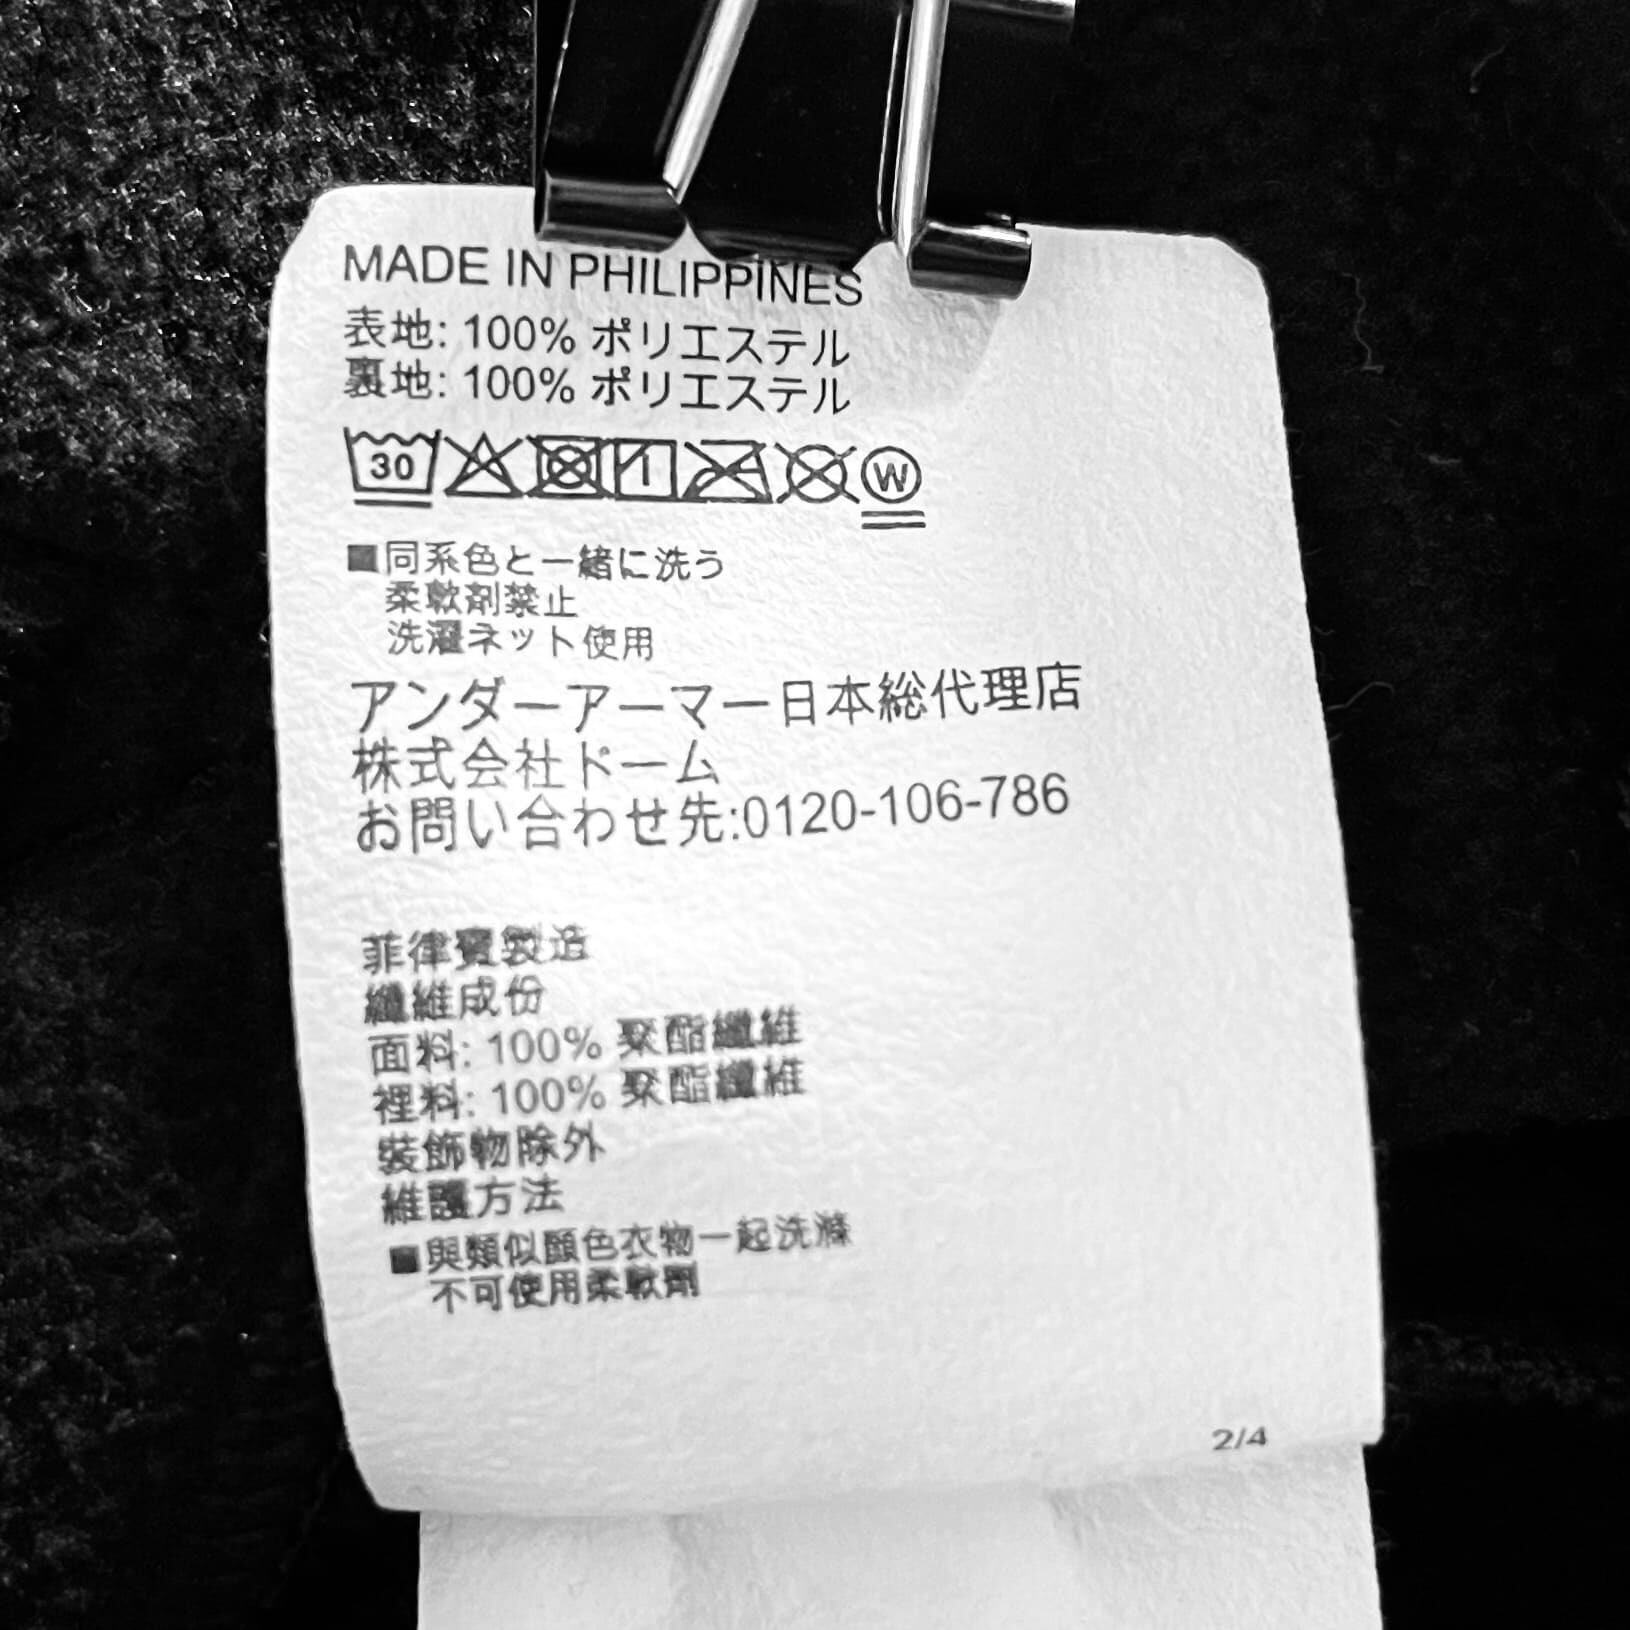 MADE IN PHILIPPINES
表地: 100% ポリエステル
裏地: 100% ポリエステル
30
W
■同系色と一緒に洗う
柔軟剤禁止
洗濯ネット使用
アンダーアーマー日本総代理店
株式会社ドーム
お問い合わせ先:0120-106-786
菲律賓製造
纖維成份
面料: 100% 聚酯纖維
裡料: 100% 聚酯纖維
裝飾物除外
維護方法
■與類似顏色衣物一起洗滌
不可使用柔軟劑
2/4